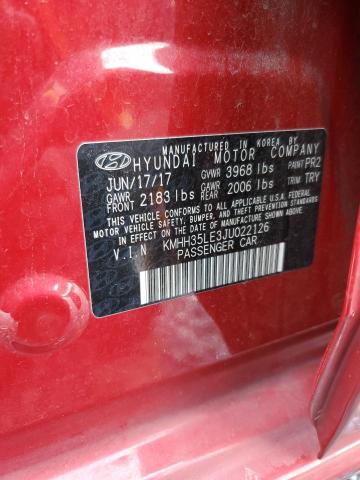 MANUFACTURED IN KOREA BY
HYUNDAI MOTOR COMPANY
JUN/17/17 GVWR 3968 lbs PAINT PR2
GAWR FRONT 2183 lbs GAWR REAR 2006 lbs TRIM TRY
THIS VEHICLE CONFORMS TO ALL APPLICABLE U.S.A FEDERAL
MOTOR VEHICLE SAFETY, BUMPER, AND THEFT PREVENTION
STANDARDS IN EFFECT ON THE DATE OF MANUFACTURE SHOWN ABOVE.
V.I.N KMHH35LE3JU022126
PASSENGER CAR